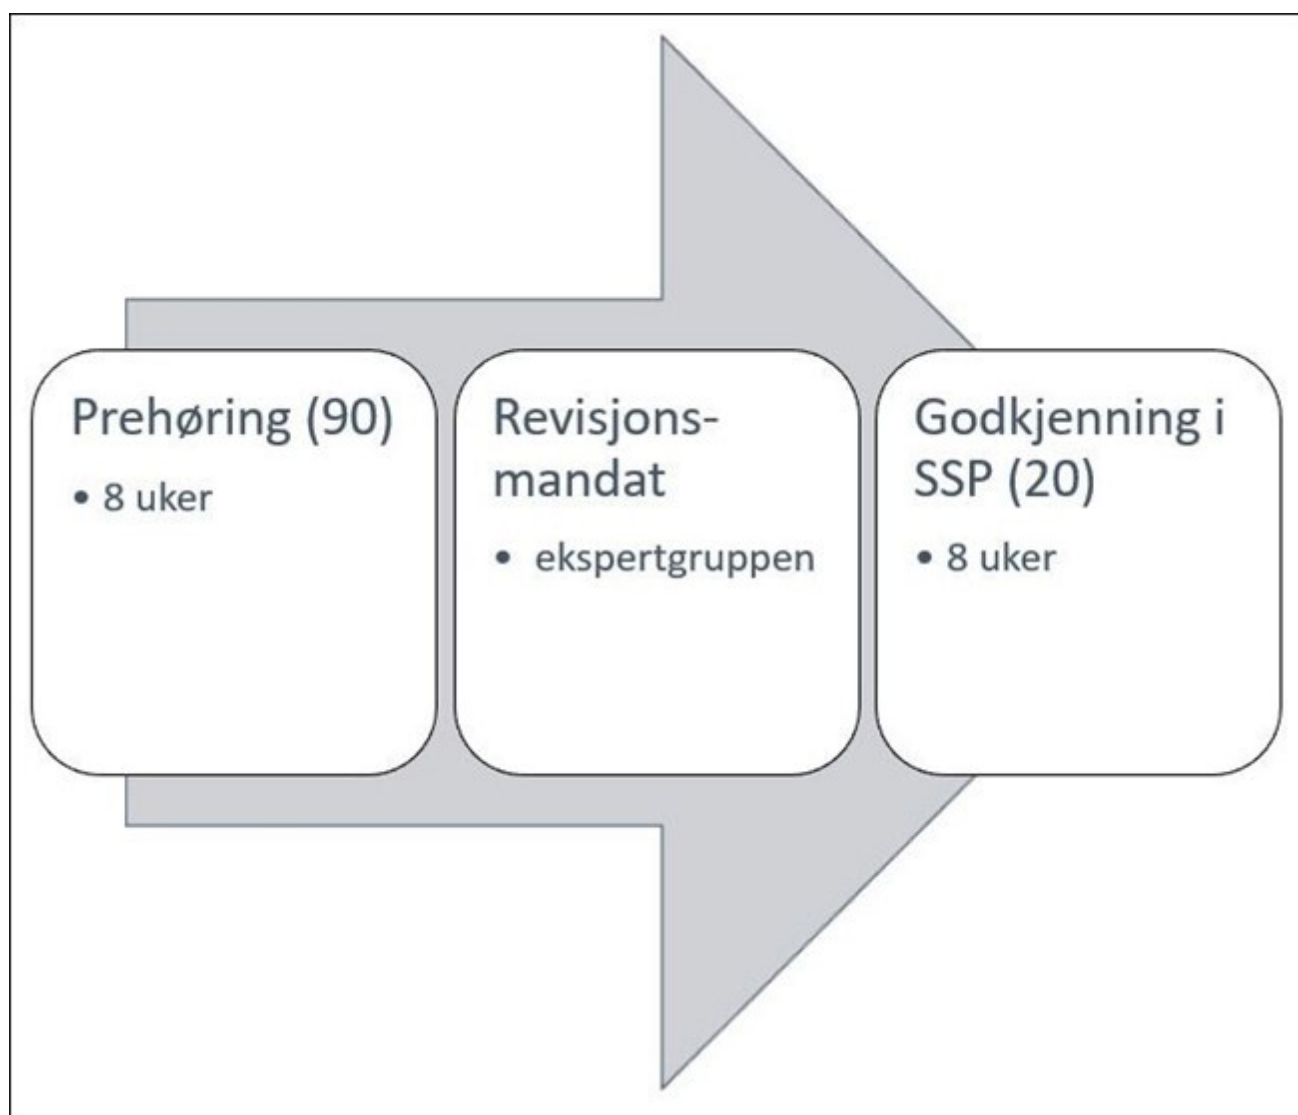 Prehøring (90)
• 8 uker
Revisjons-
mandat
• ekspertgruppen
Godkjenning i
SSP (20)
• 8 uker